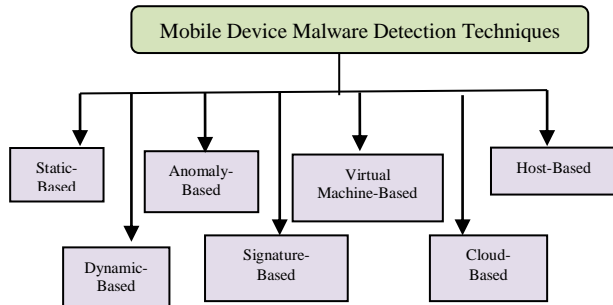 Mobile Device Malware Detection Techniques
Static-
Based
Anomaly-
Based
Virtual
Machine-Based
Host-Based
Dynamic-
Based
Signature-
Based
Cloud-
Based